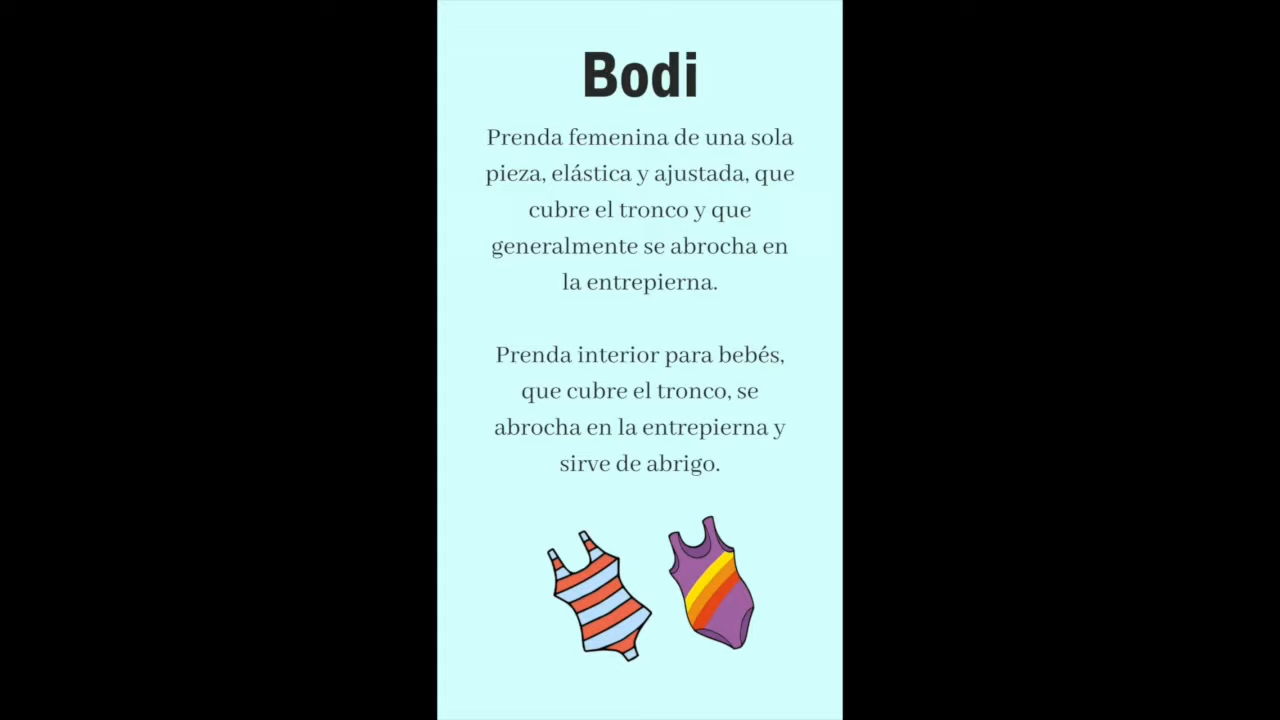 Bodi
Prenda femenina de una sola
pieza, elástica y ajustada, que
cubre el tronco y que
generalmente se abrocha en
la entrepierna.
Prenda interior para bebés,
que cubre el tronco, se
abrocha en la entrepierna y
sirve de abrigo.